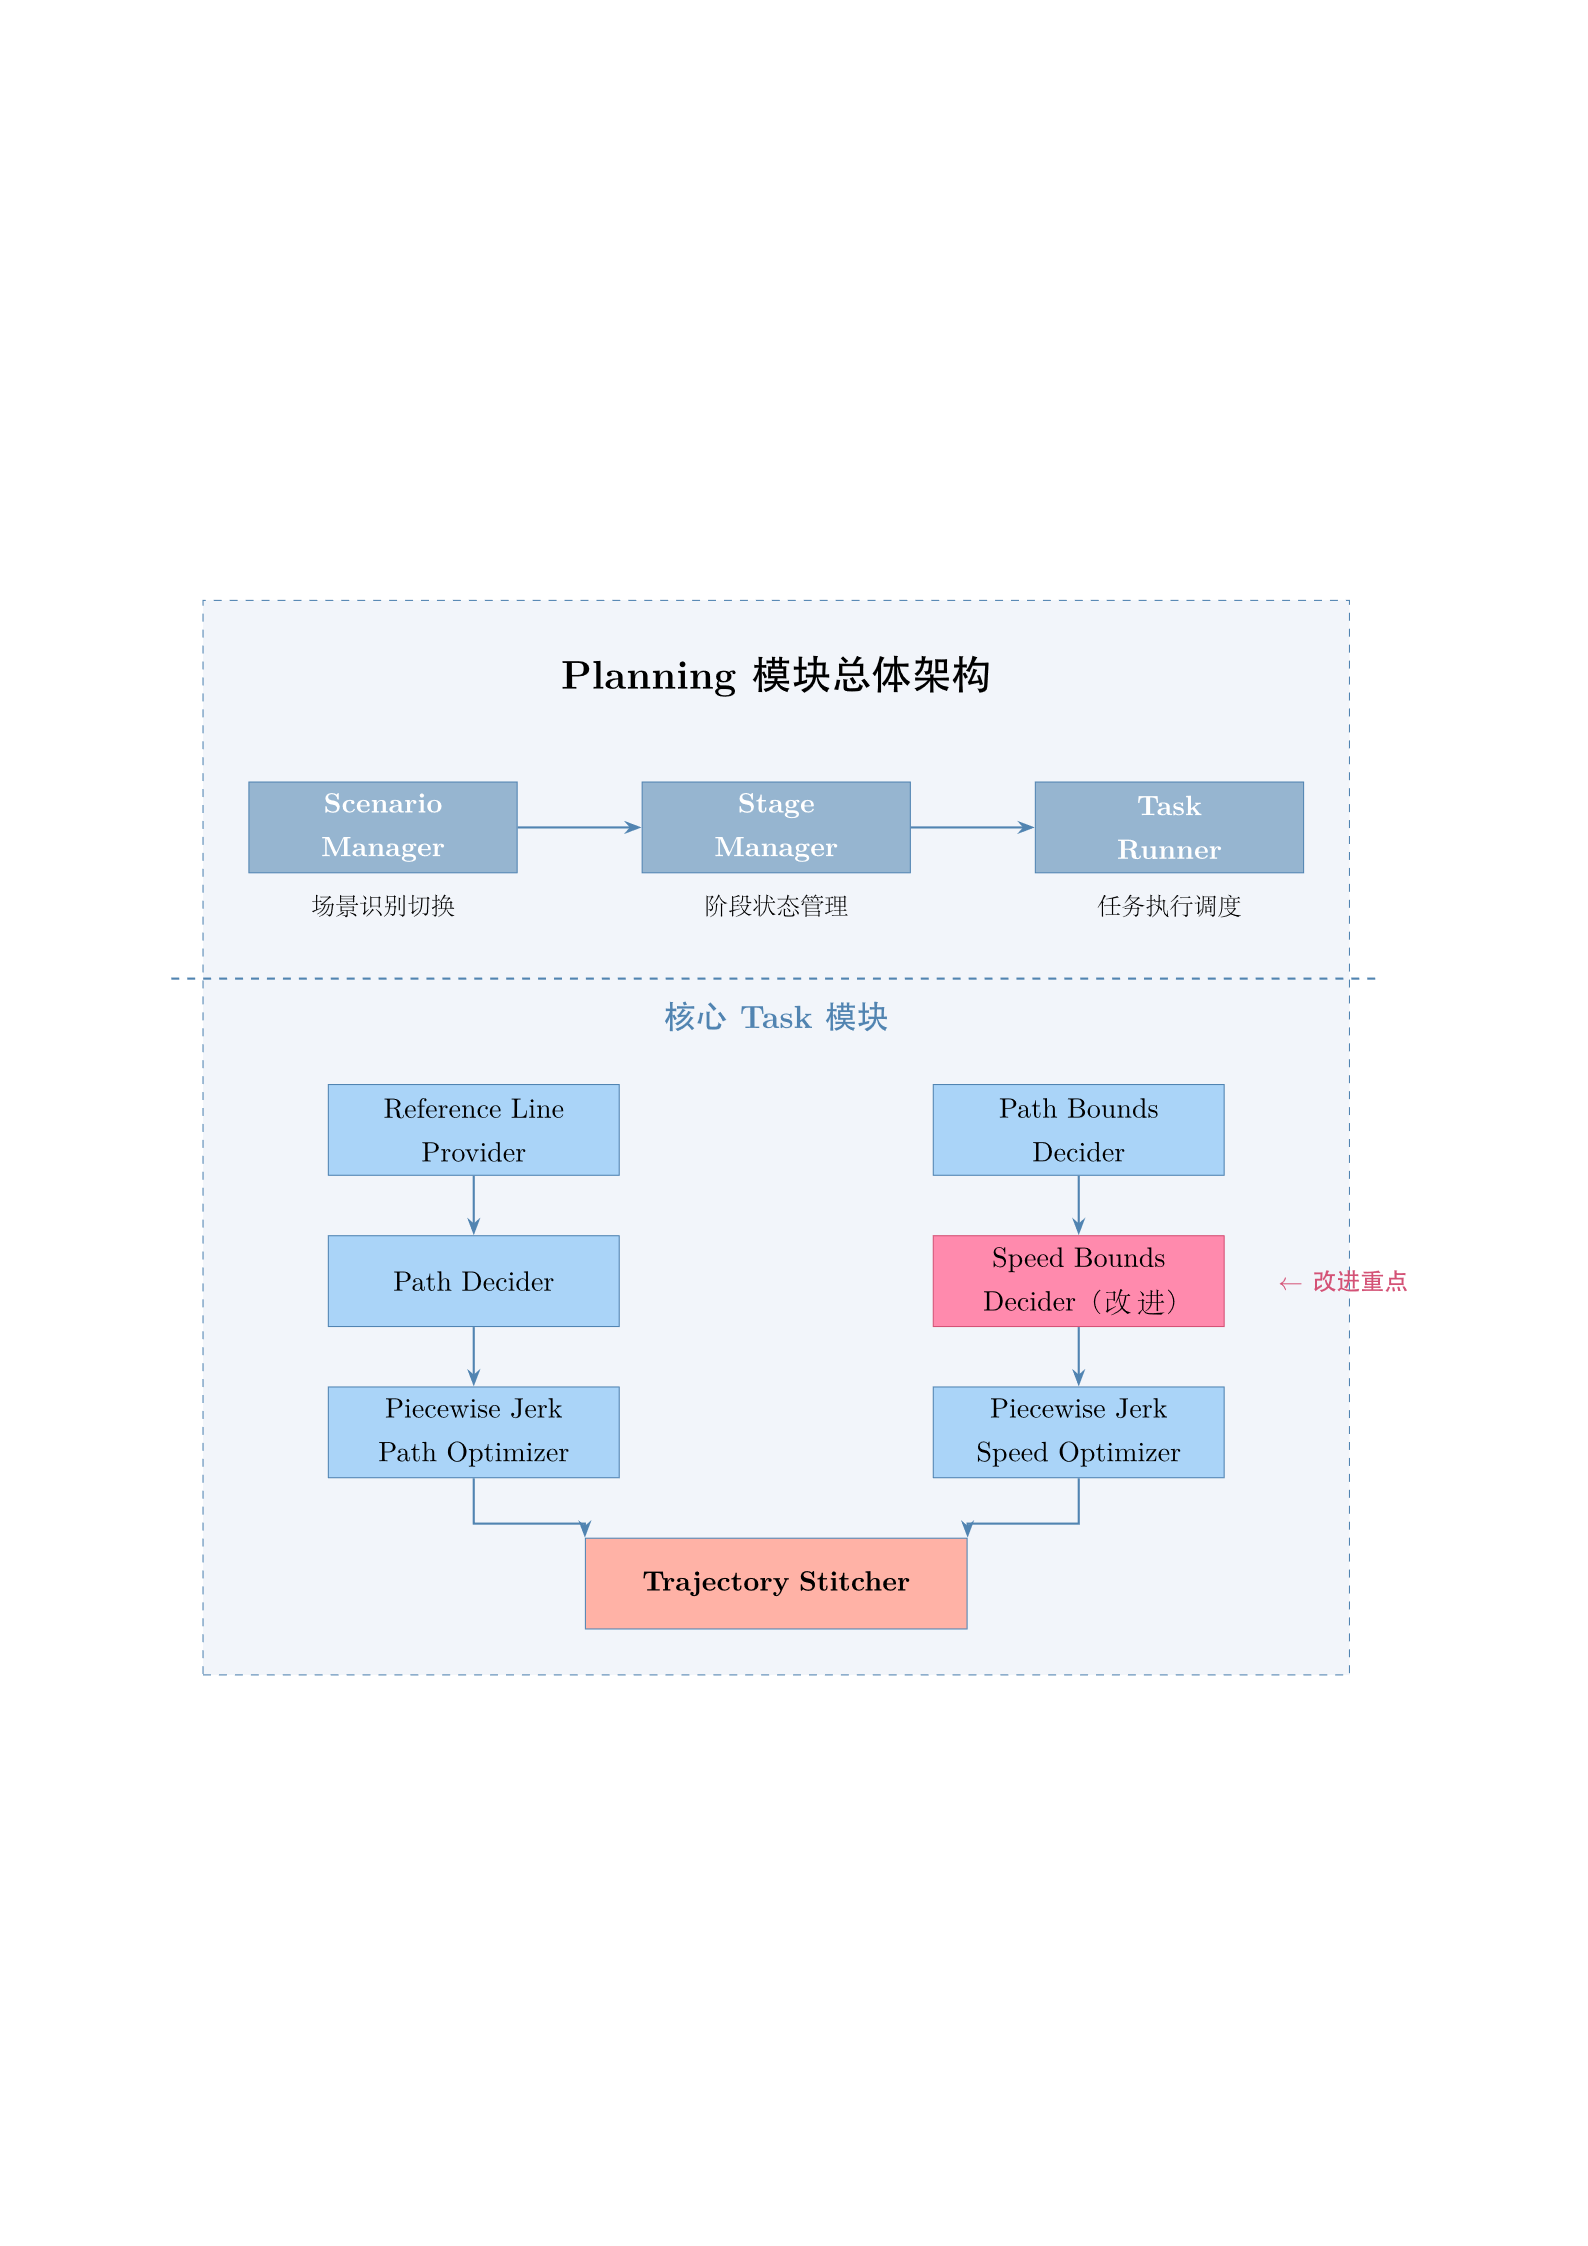 Planning 模块总体架构
Scenario
Manager
Stage
Manager
Task
Runner
场景识别切换
阶段状态管理
任务执行调度
核心 Task 模块
Reference Line
Provider
Path Bounds
Decider
Path Decider
Speed Bounds
Decider（改进）
← 改进重点
Piecewise Jerk
Path Optimizer
Piecewise Jerk
Speed Optimizer
Trajectory Stitcher